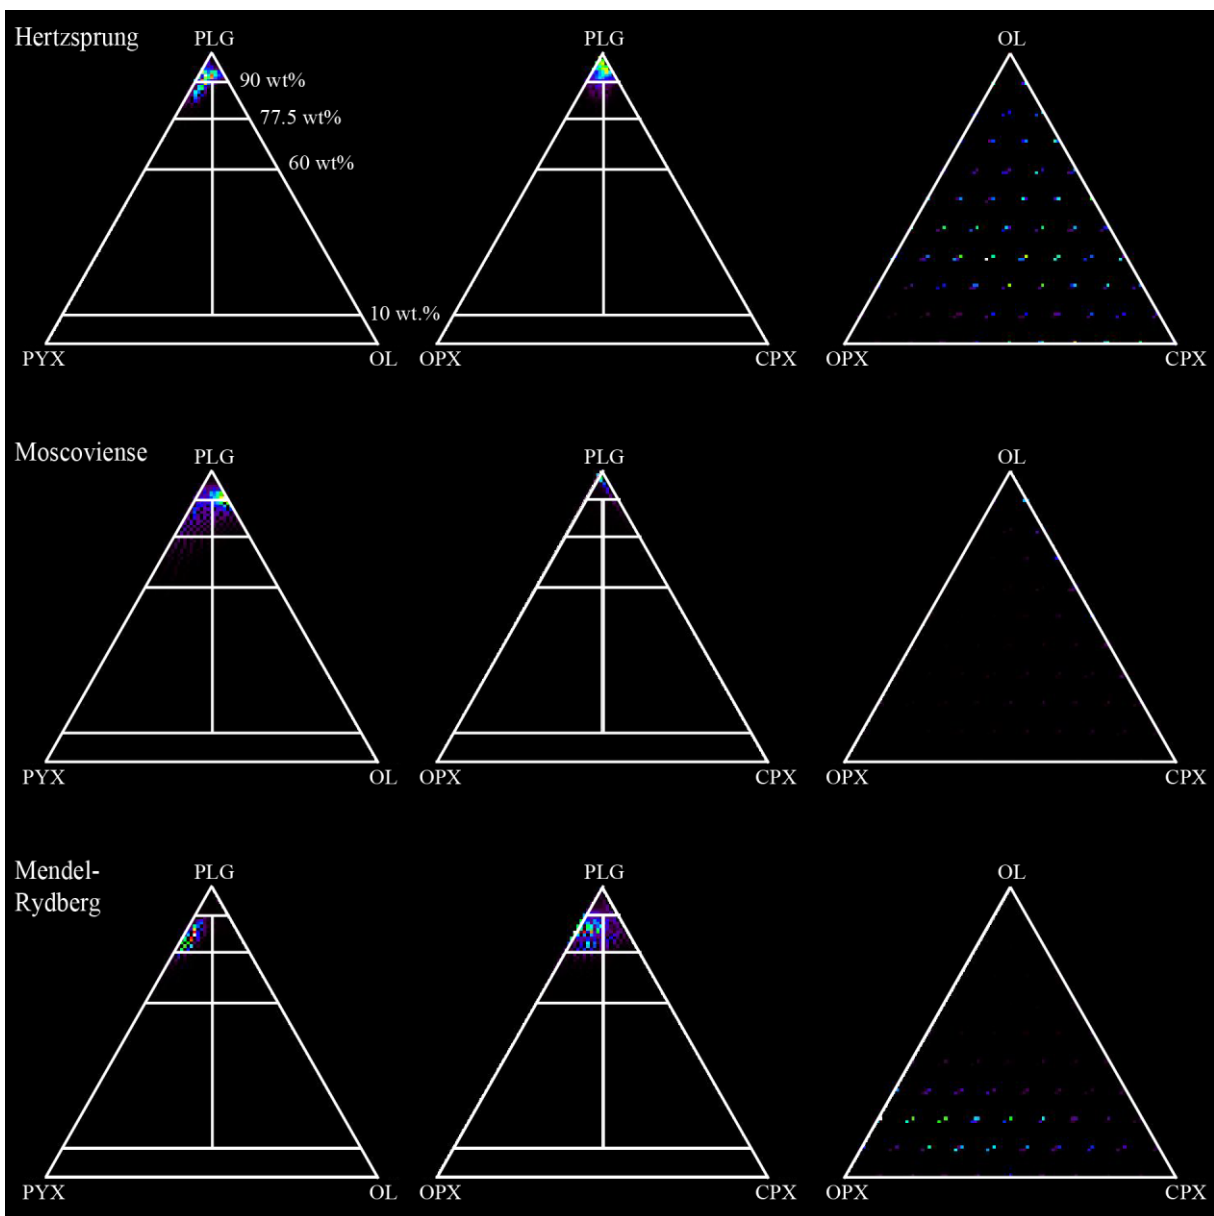 Hertzsprung
PLG
PLG
OL
90 wt%
77.5 wt%
60 wt%
10 wt.%
PYX
OL
OPX
CPX
OPX
CPX
Moscoviense
PLG
PLG
OL
PYX
OL
OPX
CPX
OPX
CPX
Mendel-
Rydberg
PLG
PLG
OL
PYX
OL
OPX
CPX
OPX
CPX